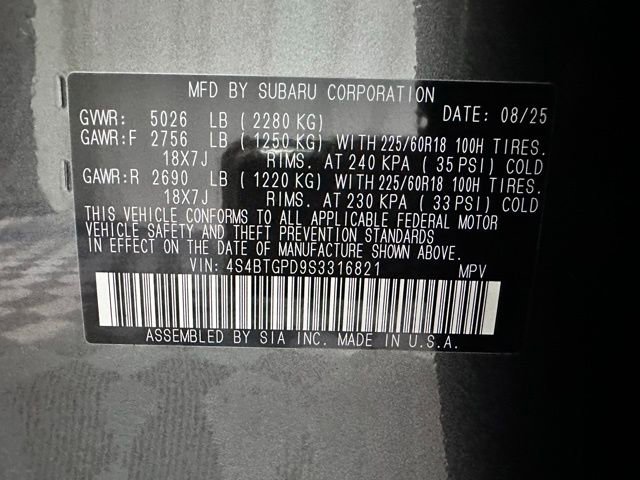 MFD BY SUBARU CORPORATION
DATE: 08/25
GVWR: 5026 LB ( 2280 KG)
GAWR:F 2756 LB ( 1250 KG) WITH 225/60R18 100H TIRES.
18X7J RIMS. AT 240 KPA ( 35 PSI) COLD
GAWR:R 2690 LB ( 1220 KG) WITH 225/60R18 100H TIRES.
18X7J RIMS. AT 230 KPA ( 33 PSI) COLD
THIS VEHICLE CONFORMS TO ALL APPLICABLE FEDERAL MOTOR
VEHICLE SAFETY AND THEFT PREVENTION STANDARDS
IN EFFECT ON THE DATE OF MANUFACTURE SHOWN ABOVE.
VIN: 4S4BTGPD9S3316821 MPV
ASSEMBLED BY SIA INC. MADE IN U.S.A.